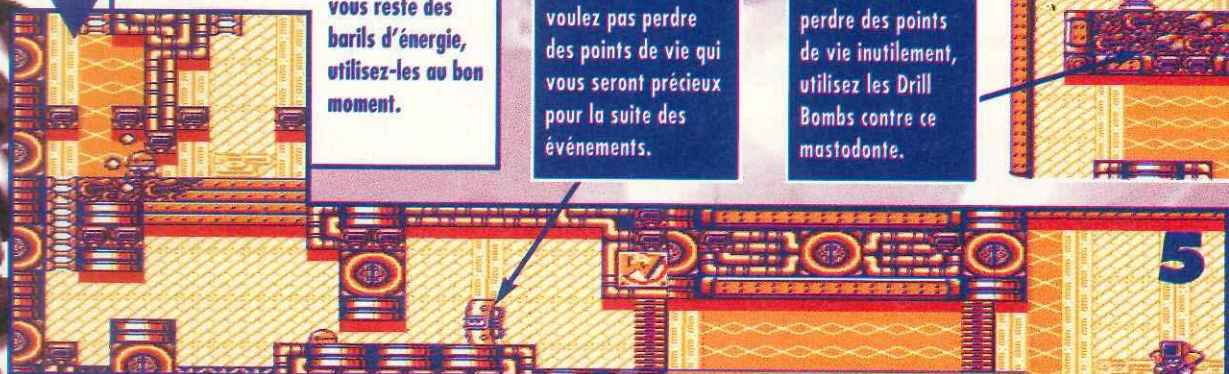 vous reste des
barils d'énergie,
utilisez-les au bon
moment.
voulez pas perdre
des points de vie qui
vous seront précieux
pour la suite des
événements.
perdre des points
de vie inutilement,
utilisez les Drill
Bombs contre ce
mastodonte.
5